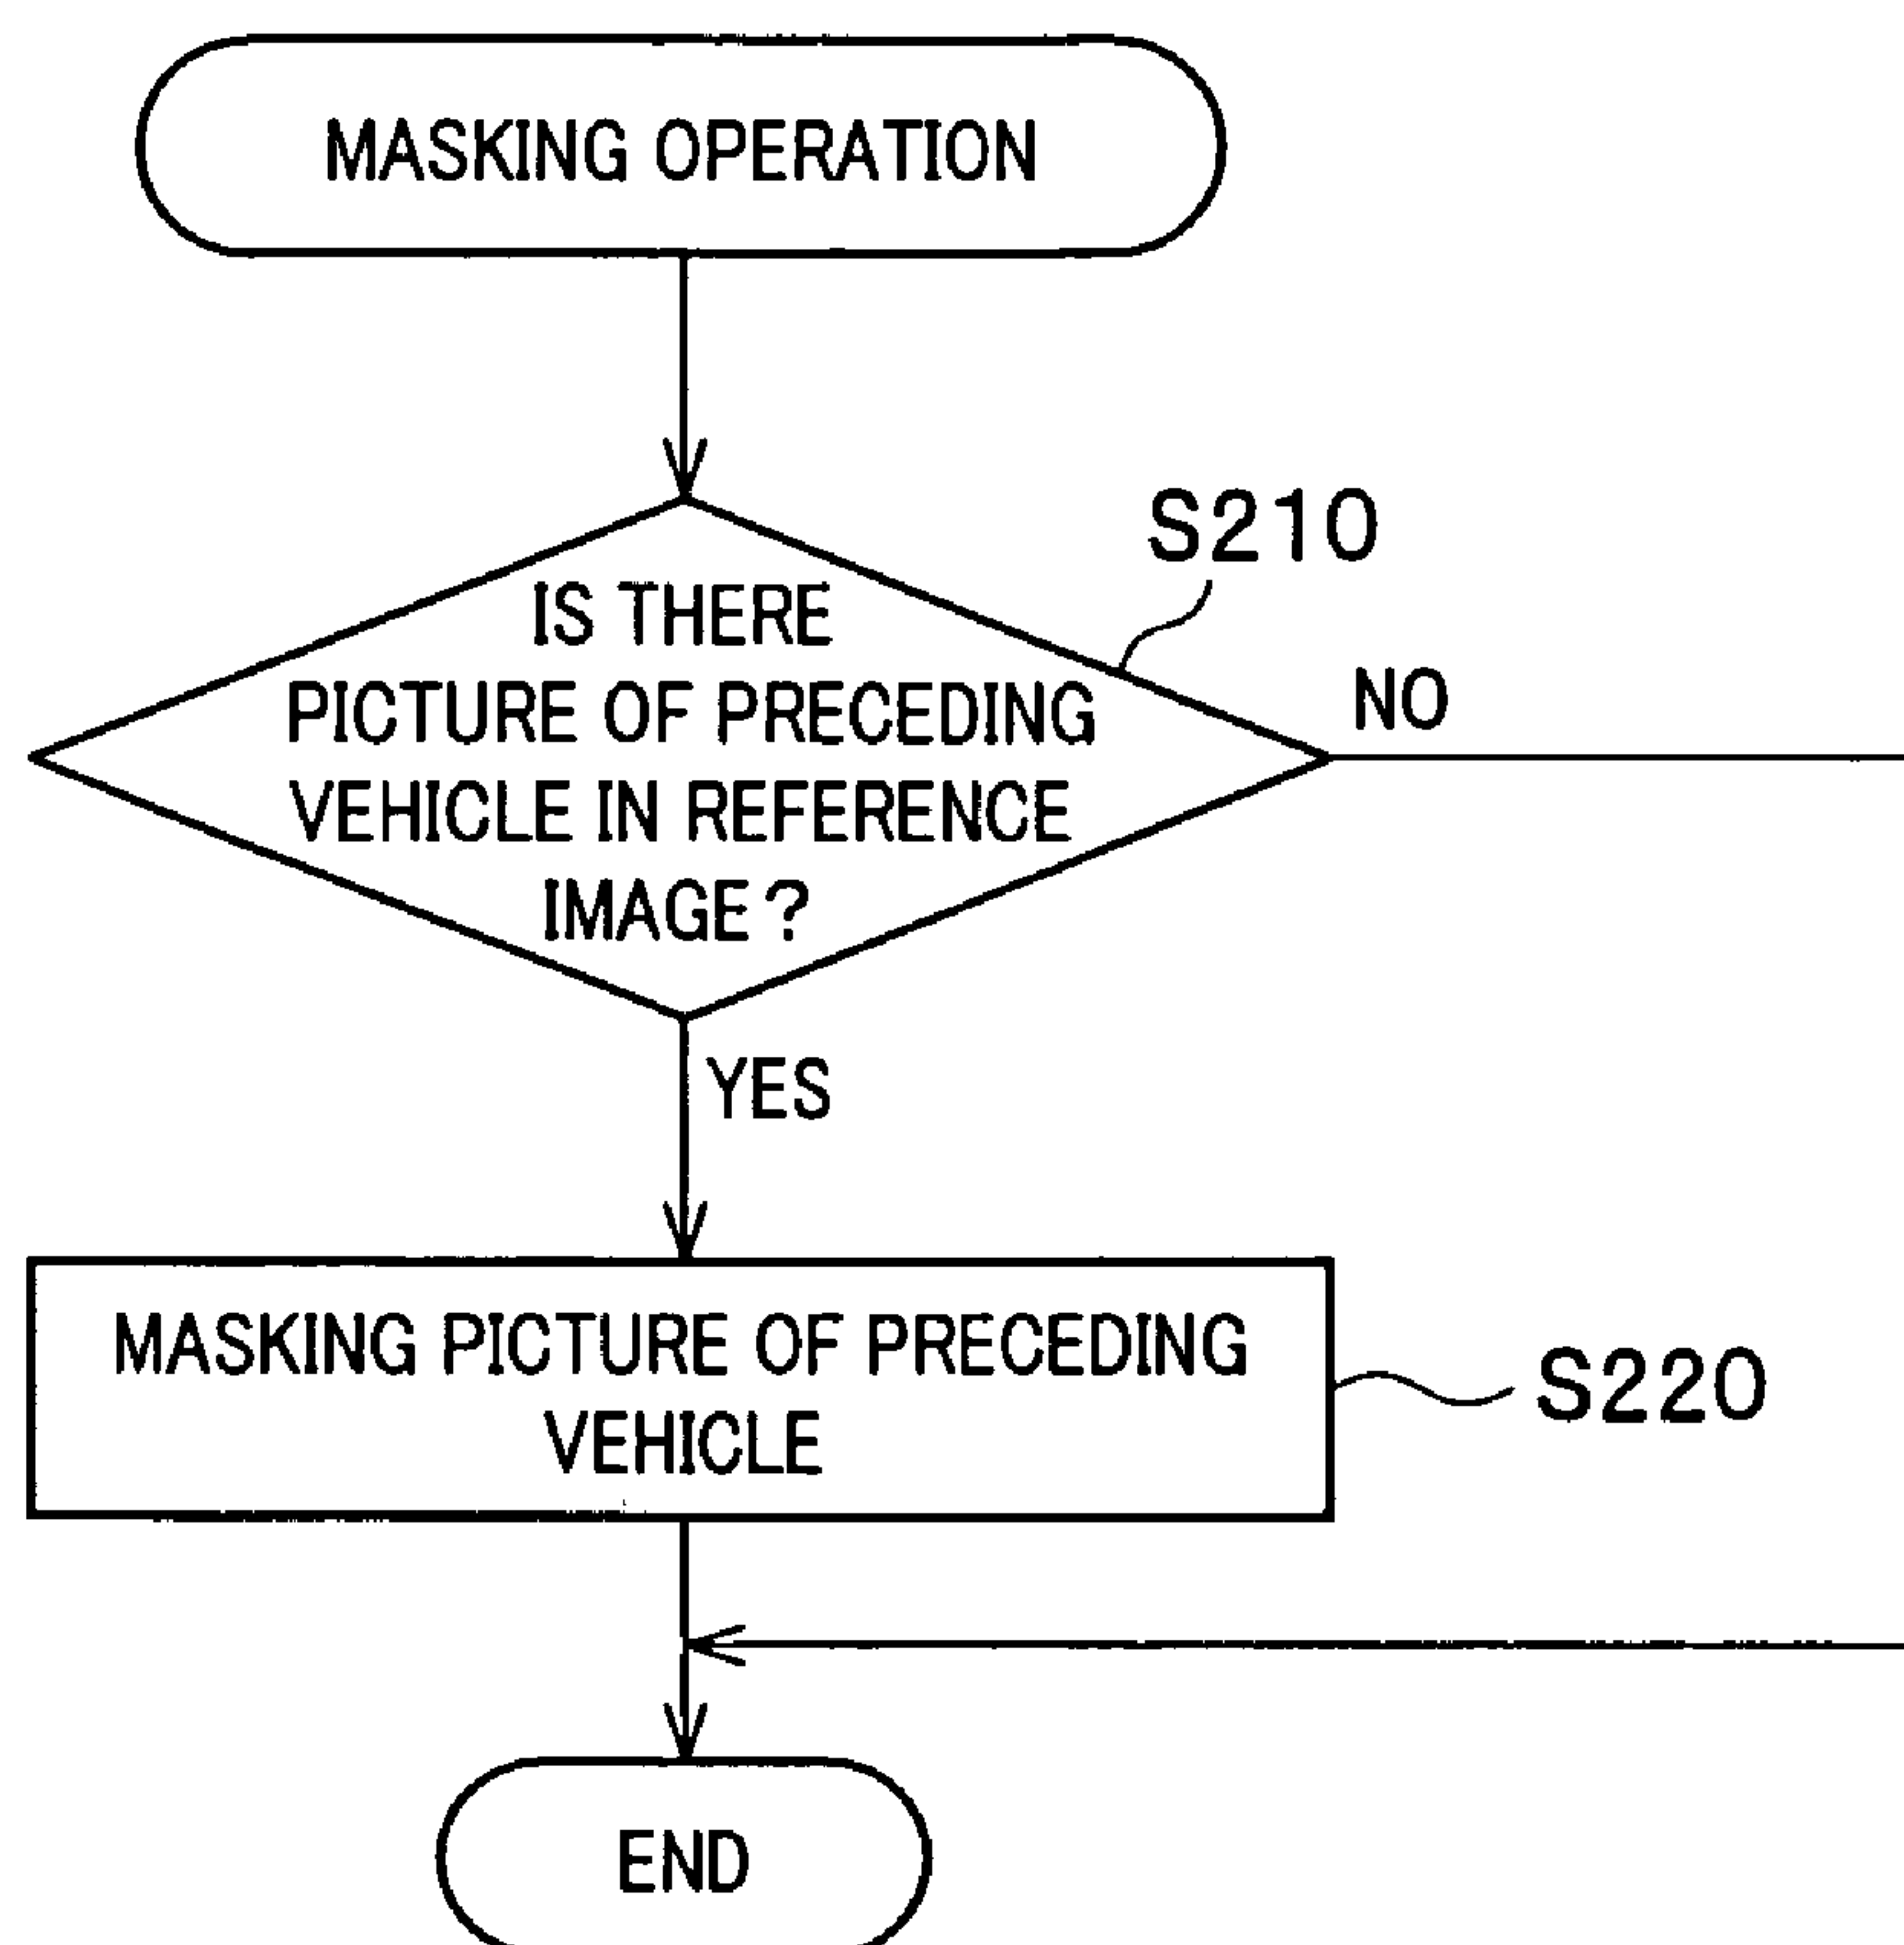 MASKING OPERATION
S210
IS THERE
PICTURE OF PRECEDING
VEHICLE IN REFERENCE
IMAGE?
NO
YES
MASKING PICTURE OF PRECEDING
VEHICLE
S220
END